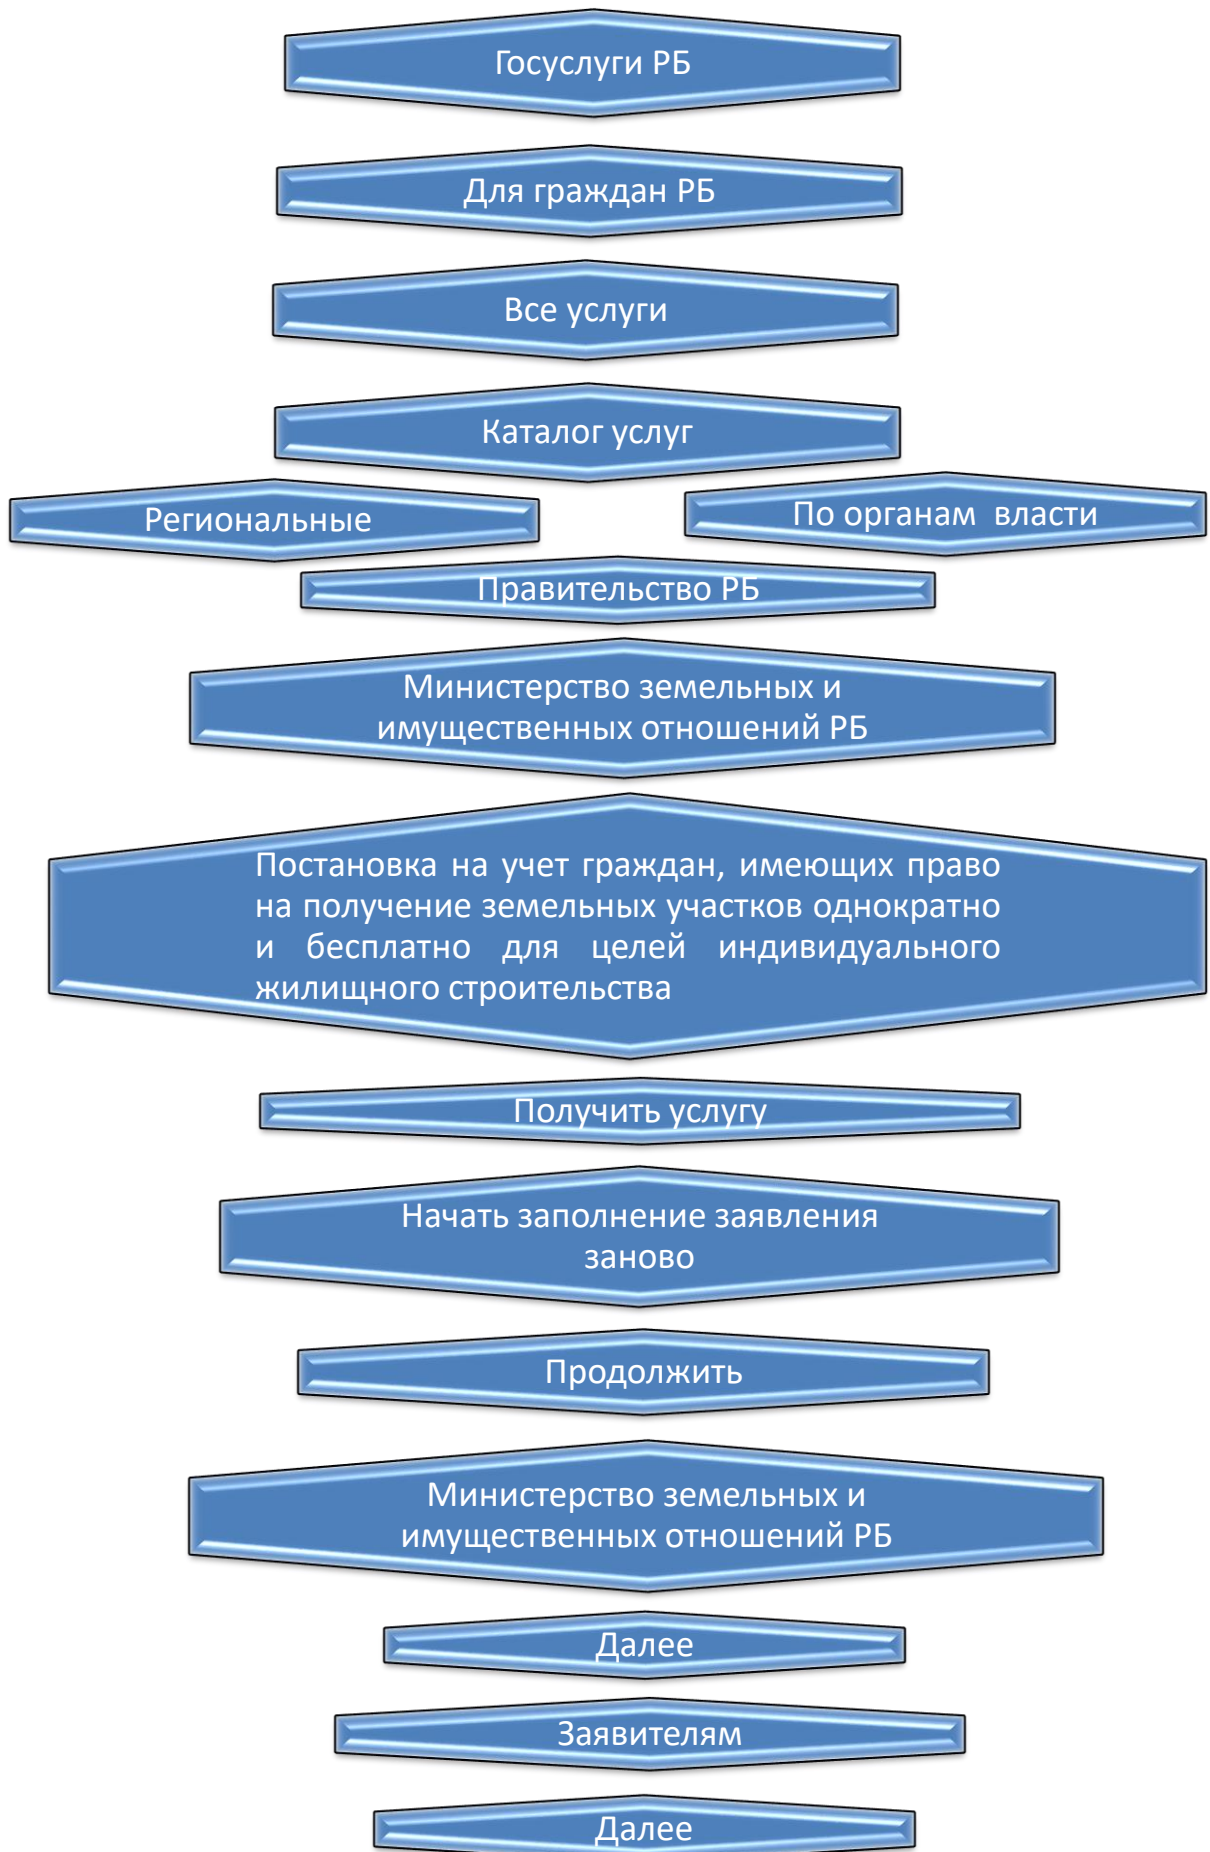 Госуслуги РБ
Для граждан РБ
Все услуги
Каталог услуг
Региональные
По органам власти
Правительство РБ
Министерство земельных и
имущественных отношений РБ
Постановка на учет граждан, имеющих право
на получение земельных участков однократно
и бесплатно для целей индивидуального
жилищного строительства
Получить услугу
Начать заполнение заявления
заново
Продолжить
Министерство земельных и
имущественных отношений РБ
Далее
Заявителям
Далее